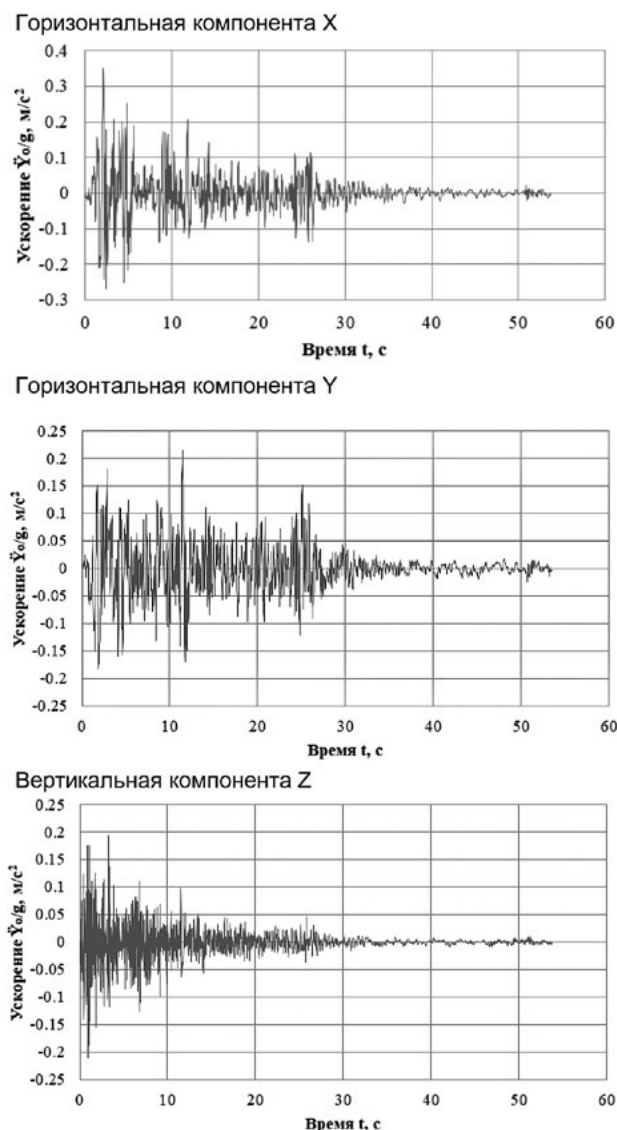 Горизонтальная компонента X
Ускорение Ÿ₀/g, м/с²
0.4
0.3
0.2
0.1
0
-0.1
-0.2
-0.3
0 10 20 30 40 50 60
Время t, с
Горизонтальная компонента Y
Ускорение Ÿ₀/g, м/с²
0.25
0.2
0.15
0.1
0.05
0
-0.05
-0.1
-0.15
-0.2
-0.25
0 10 20 30 40 50 60
Время t, с
Вертикальная компонента Z
Ускорение Ÿ₀/g, м/с²
0.25
0.2
0.15
0.1
0.05
0
-0.05
-0.1
-0.15
-0.2
-0.25
0 10 20 30 40 50 60
Время t, с